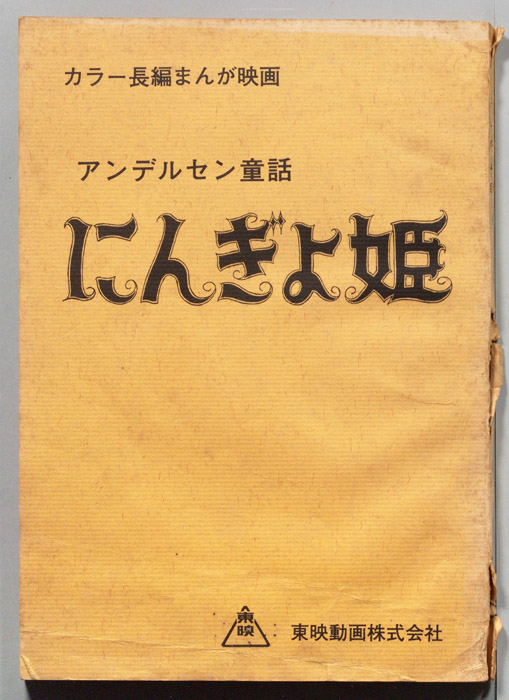 カラー長編まんが映画
アンデルセン童話
にんぎよ姫
東映
東映動画株式会社